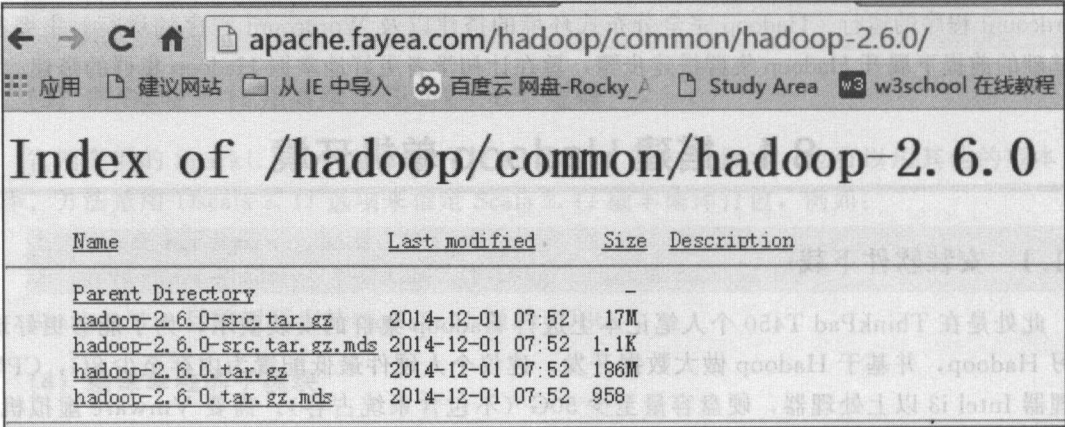 apache.fayea.com/hadoop/common/hadoop-2.6.0/
应用 建议网站 从 IE 中导入 百度云 网盘-Rocky_A Study Area w3school 在线教程
Index of /hadoop/common/hadoop-2.6.0
Name Last modified Size Description
Parent Directory -
hadoop-2.6.0-src.tar.gz 2014-12-01 07:52 17M
hadoop-2.6.0-src.tar.gz.mds 2014-12-01 07:52 1.1K
hadoop-2.6.0.tar.gz 2014-12-01 07:52 186M
hadoop-2.6.0.tar.gz.mds 2014-12-01 07:52 958